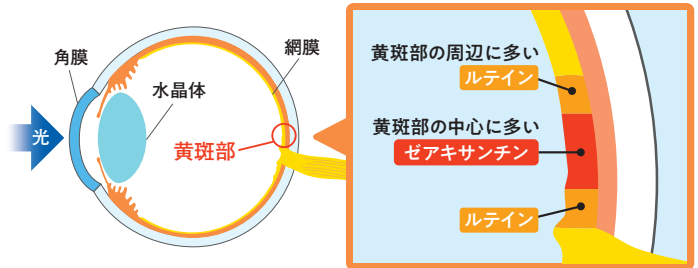 角膜
水晶体
網膜
光
黄斑部
黄斑部の周辺に多い
ルテイン
黄斑部の中心に多い
ゼアキサンチン
ルテイン